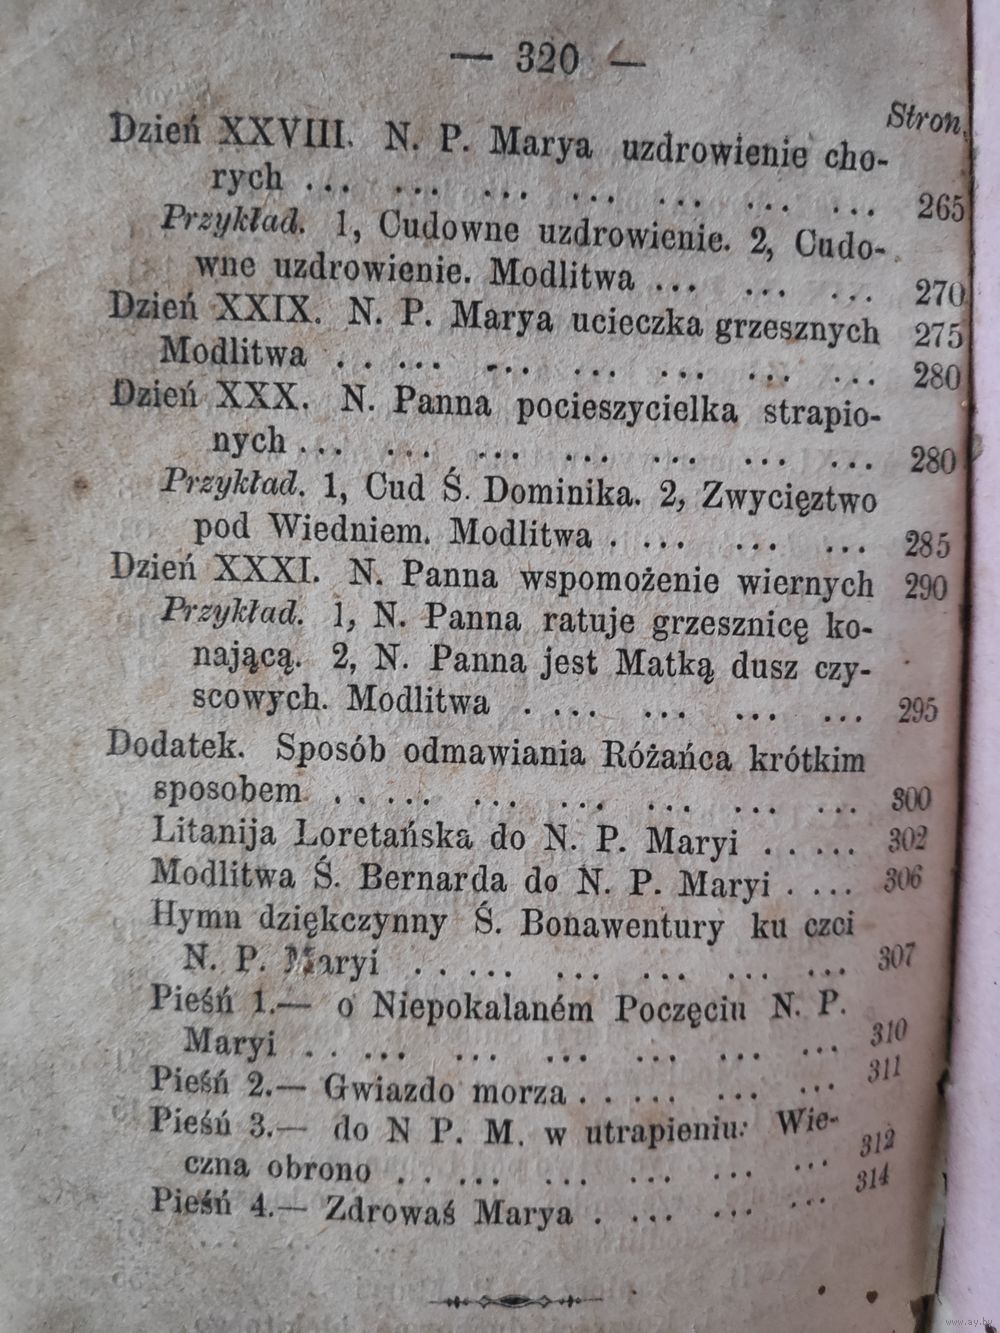 — 320 —
Stron.
Dzień XXVIII. N. P. Marya uzdrowienie cho-
rych ... ... ... ... ... ... ... 265
Przykład. 1, Cudowne uzdrowienie. 2, Cudo-
wne uzdrowienie. Modlitwa ... ... ... 270
Dzień XXIX. N. P. Marya ucieczka grzesznych 275
Modlitwa . . ... ... ... ... ... ... 280
Dzień XXX. N. Panna pocieszycielka strapio-
nych ... ... ... ... ... ... ... 280
Przykład. 1, Cud Ś. Dominika. 2, Zwycięztwo
pod Wiedniem. Modlitwa . ... ... ... 285
Dzień XXXI. N. Panna wspomożenie wiernych 290
Przykład. 1, N. Panna ratuje grzesznicę ko-
nającą. 2, N. Panna jest Matką dusz czy-
scowych. Modlitwa . ... ... ... ... 295
Dodatek. Sposób odmawiania Różańca krótkim
sposobem . . ... ... ... ... ... ... 300
Litanija Loretańska do N. P. Maryi . . ... 302
Modlitwa Ś. Bernarda do N. P. Maryi . ... 306
Hymn dziękczynny Ś. Bonawentury ku czci
N. P. Maryi . . ... ... ... ... ... 307
Pieśń 1.— o Niepokalaném Poczęciu N. P.
Maryi . . ... ... ... ... ... ... 310
Pieśń 2.— Gwiazdo morza . . ... ... ... 311
Pieśń 3.— do N P. M. w utrapieniu: Wie-
czna obrono . . ... ... ... ... ... 312
Pieśń 4.— Zdrowaś Marya . ... ... ... 314
www.ay.by